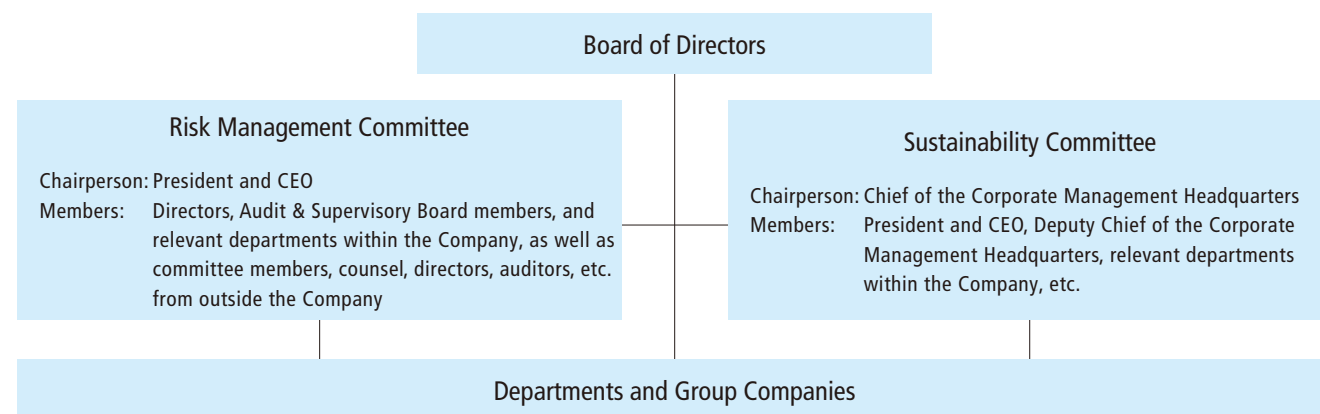 Board of Directors
Risk Management Committee
Chairperson: President and CEO
Members: Directors, Audit & Supervisory Board members, and
relevant departments within the Company, as well as
committee members, counsel, directors, auditors, etc.
from outside the Company
Sustainability Committee
Chairperson: Chief of the Corporate Management Headquarters
Members: President and CEO, Deputy Chief of the Corporate
Management Headquarters, relevant departments
within the Company, etc.
Departments and Group Companies